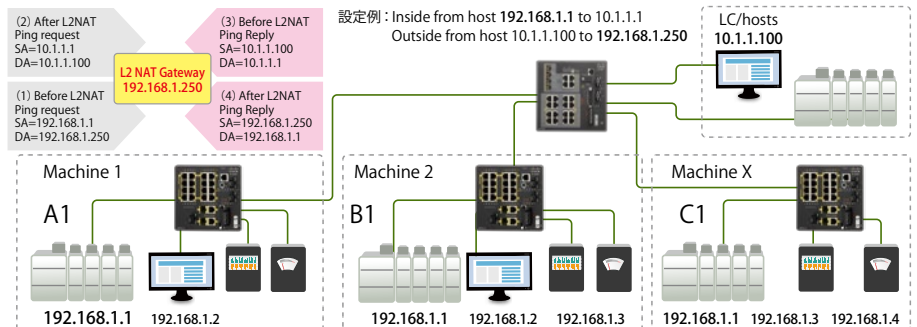 (2) After L2NAT
Ping request
SA=10.1.1.1
DA=10.1.1.100
(3) Before L2NAT
Ping Reply
SA=10.1.1.100
DA=10.1.1.1
L2 NAT Gateway
192.168.1.250
(1) Before L2NAT
Ping request
SA=192.168.1.1
DA=192.168.1.250
(4) After L2NAT
Ping Reply
SA=192.168.1.250
DA=192.168.1.1
設定例：Inside from host 192.168.1.1 to 10.1.1.1
Outside from host 10.1.1.100 to 192.168.1.250
LC/hosts
10.1.1.100
Machine 1
A1
192.168.1.1 192.168.1.2
Machine 2
B1
192.168.1.1 192.168.1.2 192.168.1.3
Machine X
C1
192.168.1.1 192.168.1.3 192.168.1.4